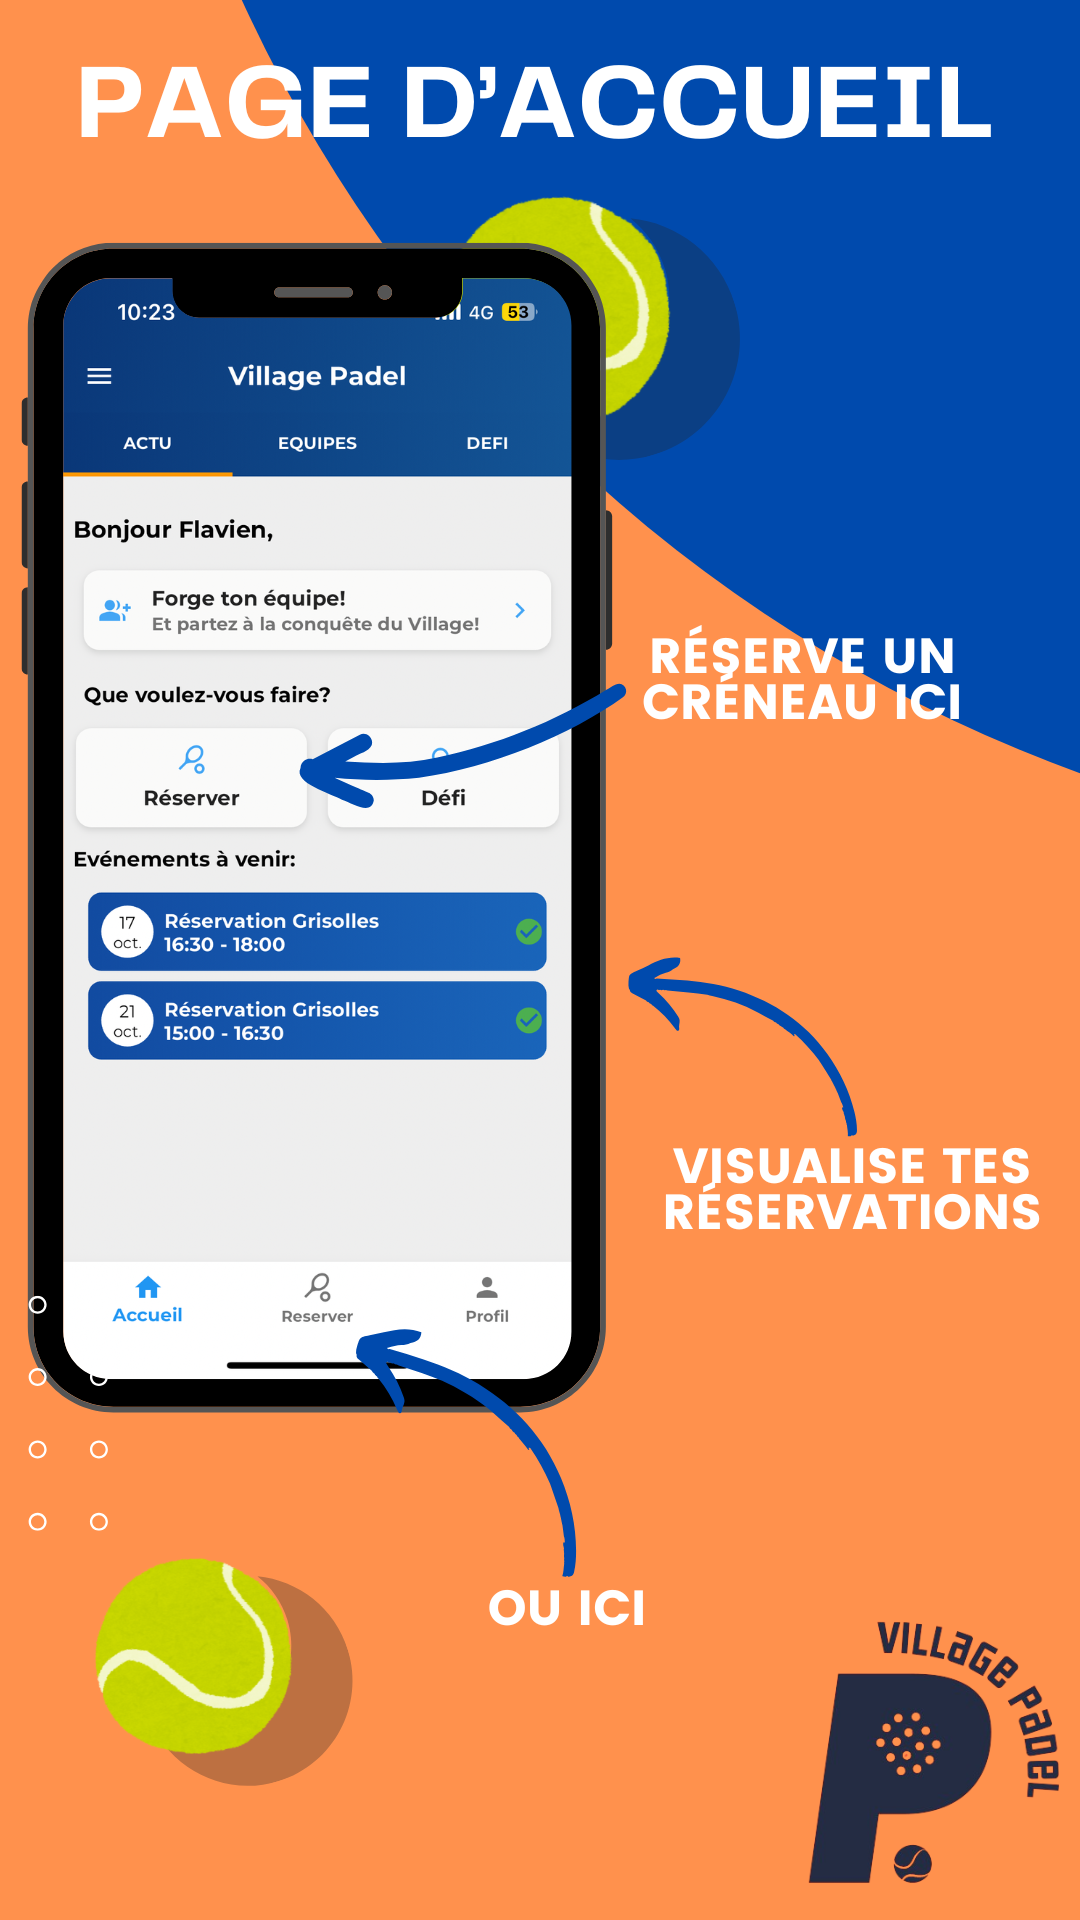 PAGE D'ACCUEIL
10:23
4G 53
Village Padel
ACTU EQUIPES DEFI
Bonjour Flavien,
Forge ton équipe!
Et partez à la conquête du Village!
RÉSERVE UN
CRÉNEAU ICI
Que voulez-vous faire?
Réserver Défi
Evénements à venir:
17
oct.
Réservation Grisolles
16:30 - 18:00
21
oct.
Réservation Grisolles
15:00 - 16:30
VISUALISE TES
RÉSERVATIONS
Accueil Reserver Profil
OU ICI
VILLaGe PaDeL
P